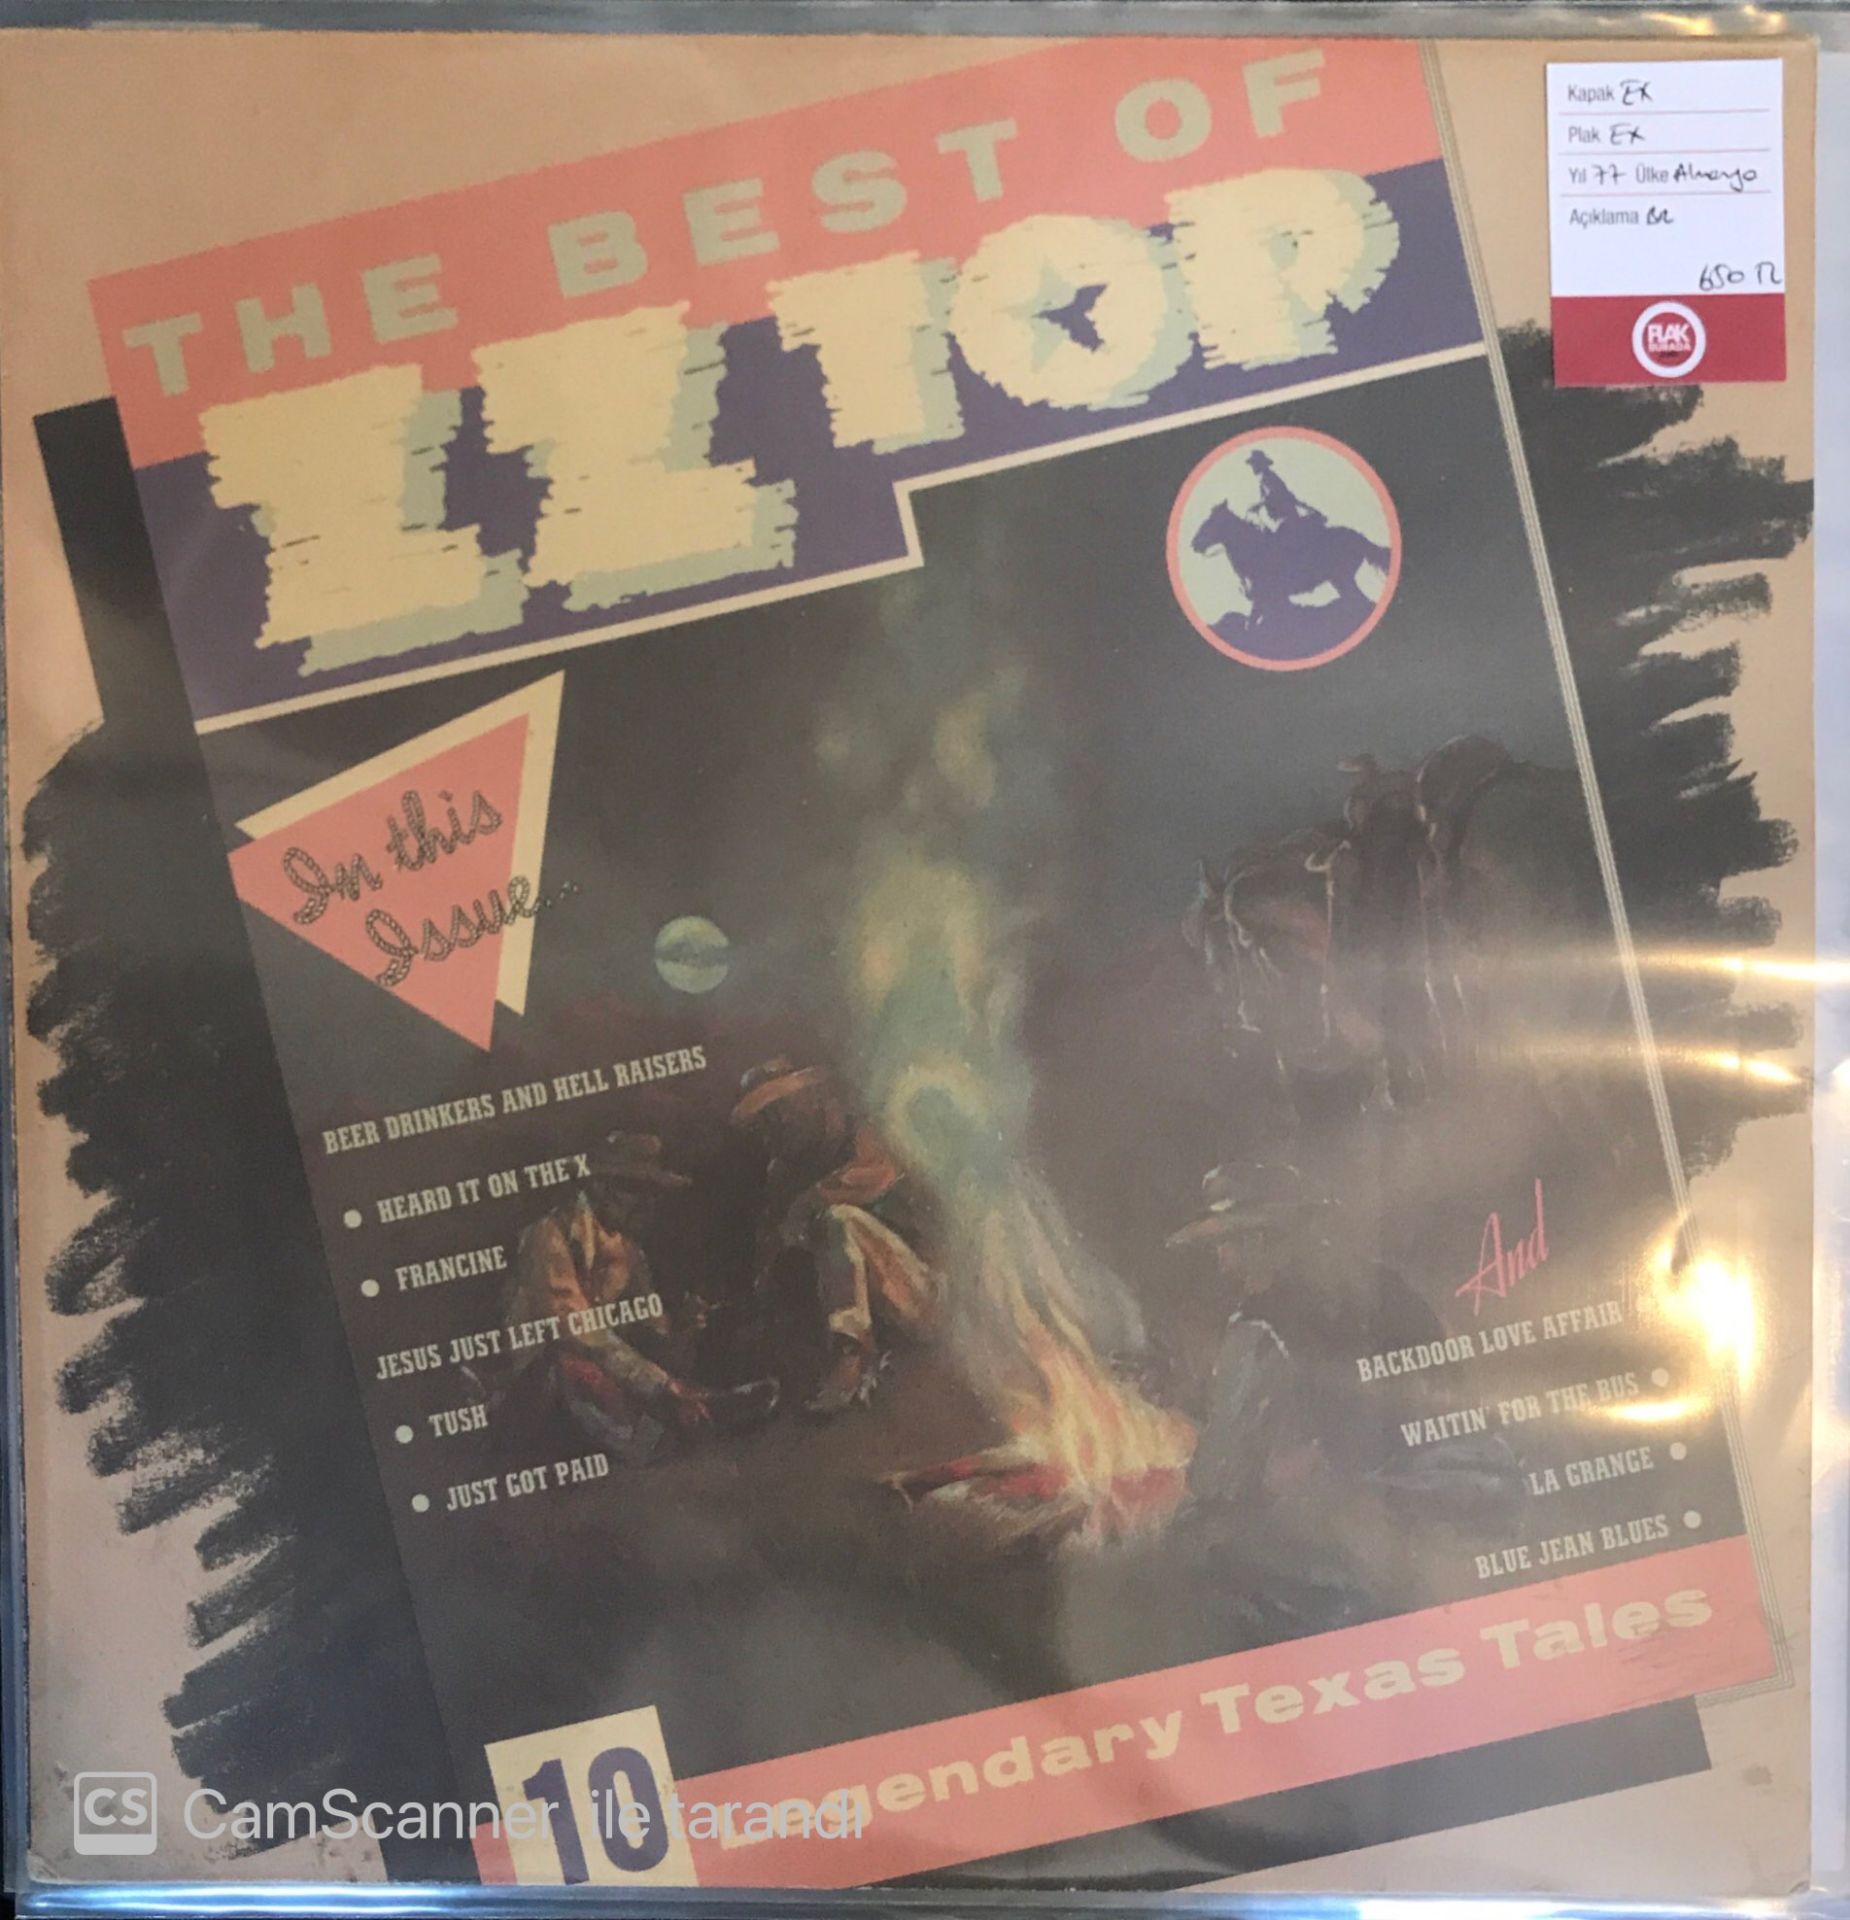 THE BEST OF
ZZ TOP
Kapak EX
Plak EX
Yıl 77 Ülke Almanya
Açıklama
650 TL
PLAK
BURADA
In this
Issue...
BEER DRINKERS AND HELL RAISERS
• HEARD IT ON THE X
• FRANCINE
JESUS JUST LEFT CHICAGO
• TUSH
• JUST GOT PAID
And
BACKDOOR LOVE AFFAIR
WAITIN' FOR THE BUS •
LA GRANGE •
BLUE JEAN BLUES •
10 Legendary Texas Tales
CS CamScanner ile tarandı